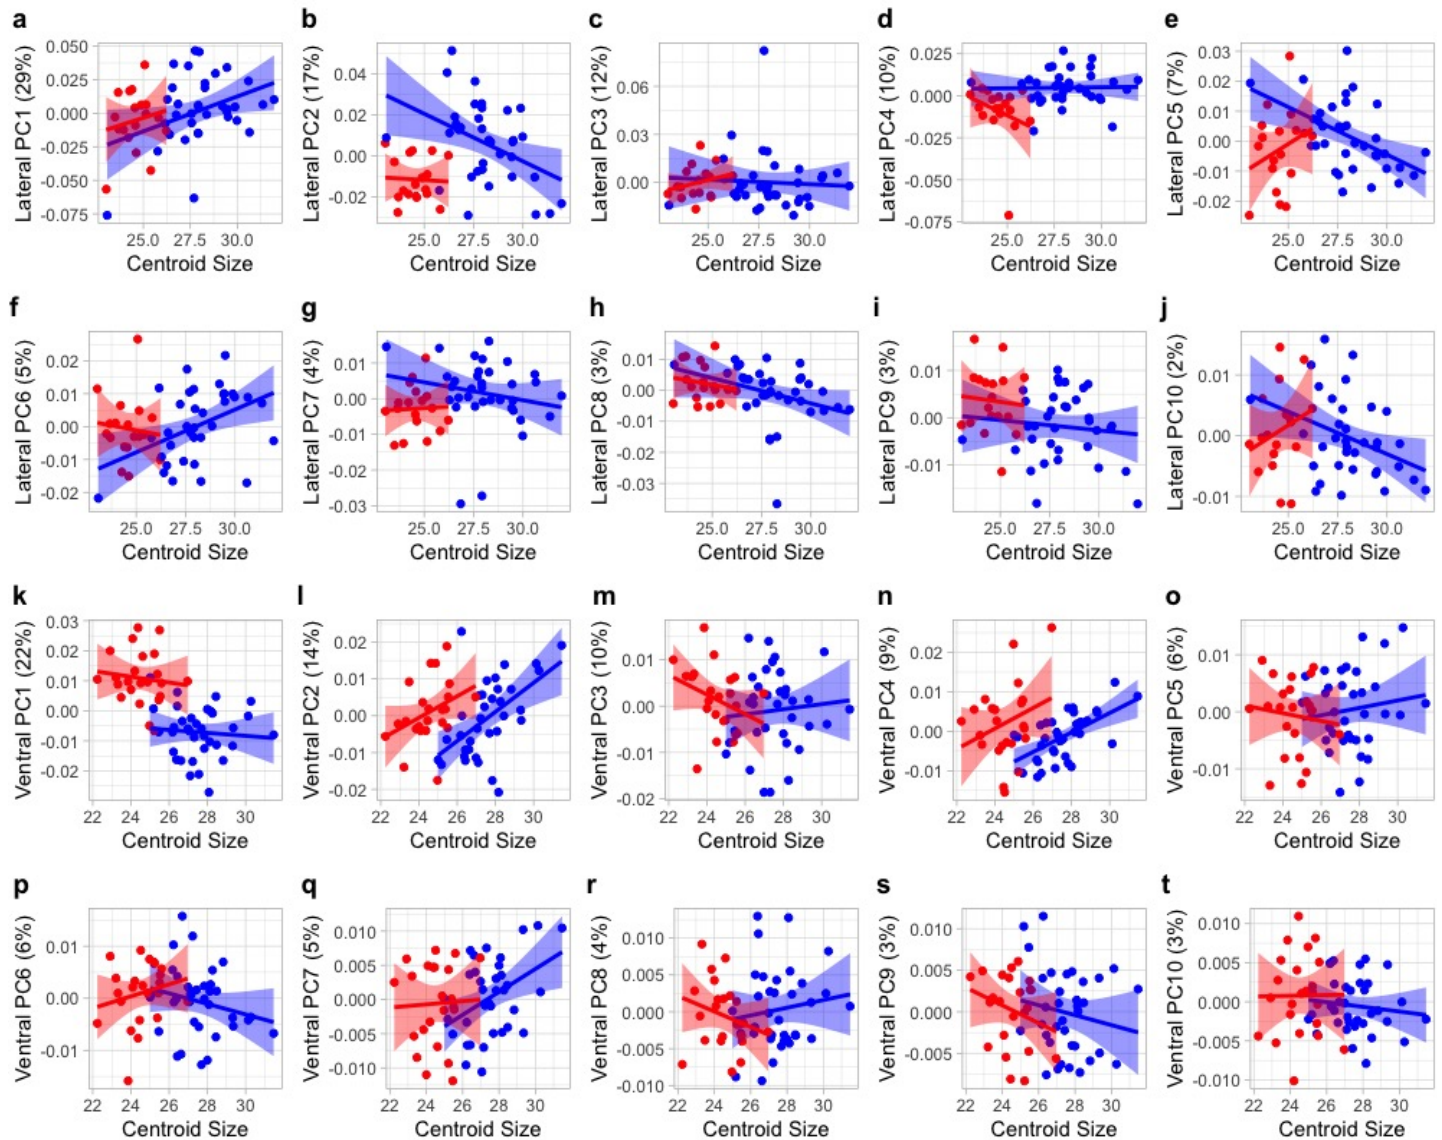 a b c d e
Lateral PC1 (29%) 0.050 0.025 0.000 -0.025 -0.050 -0.075
Lateral PC2 (17%) 0.04 0.02 0.00 -0.02
Lateral PC3 (12%) 0.06 0.03 0.00
Lateral PC4 (10%) 0.025 0.000 -0.025 -0.050 -0.075
Lateral PC5 (7%) 0.03 0.02 0.01 0.00 -0.01 -0.02
25.0 27.5 30.0 25.0 27.5 30.0 25.0 27.5 30.0 25.0 27.5 30.0 25.0 27.5 30.0
Centroid Size Centroid Size Centroid Size Centroid Size Centroid Size
f g h i j
Lateral PC6 (5%) 0.02 0.01 0.00 -0.01 -0.02
Lateral PC7 (4%) 0.01 0.00 -0.01 -0.02 -0.03
Lateral PC8 (3%) 0.01 0.00 -0.01 -0.02 -0.03
Lateral PC9 (3%) 0.01 0.00 -0.01
Lateral PC10 (2%) 0.01 0.00 -0.01
25.0 27.5 30.0 25.0 27.5 30.0 25.0 27.5 30.0 25.0 27.5 30.0 25.0 27.5 30.0
Centroid Size Centroid Size Centroid Size Centroid Size Centroid Size
k l m n o
Ventral PC1 (22%) 0.03 0.02 0.01 0.00 -0.01 -0.02
Ventral PC2 (14%) 0.02 0.01 0.00 -0.01 -0.02
Ventral PC3 (10%) 0.01 0.00 -0.01 -0.02
Ventral PC4 (9%) 0.02 0.01 0.00 -0.01
Ventral PC5 (6%) 0.01 0.00 -0.01
22 24 26 28 30 22 24 26 28 30 22 24 26 28 30 22 24 26 28 30 22 24 26 28 30
Centroid Size Centroid Size Centroid Size Centroid Size Centroid Size
p q r s t
Ventral PC6 (6%) 0.01 0.00 -0.01
Ventral PC7 (5%) 0.010 0.005 0.000 -0.005 -0.010
Ventral PC8 (4%) 0.010 0.005 0.000 -0.005 -0.010
Ventral PC9 (3%) 0.010 0.005 0.000 -0.005
Ventral PC10 (3%) 0.010 0.005 0.000 -0.005 -0.010
22 24 26 28 30 22 24 26 28 30 22 24 26 28 30 22 24 26 28 30 22 24 26 28 30
Centroid Size Centroid Size Centroid Size Centroid Size Centroid Size